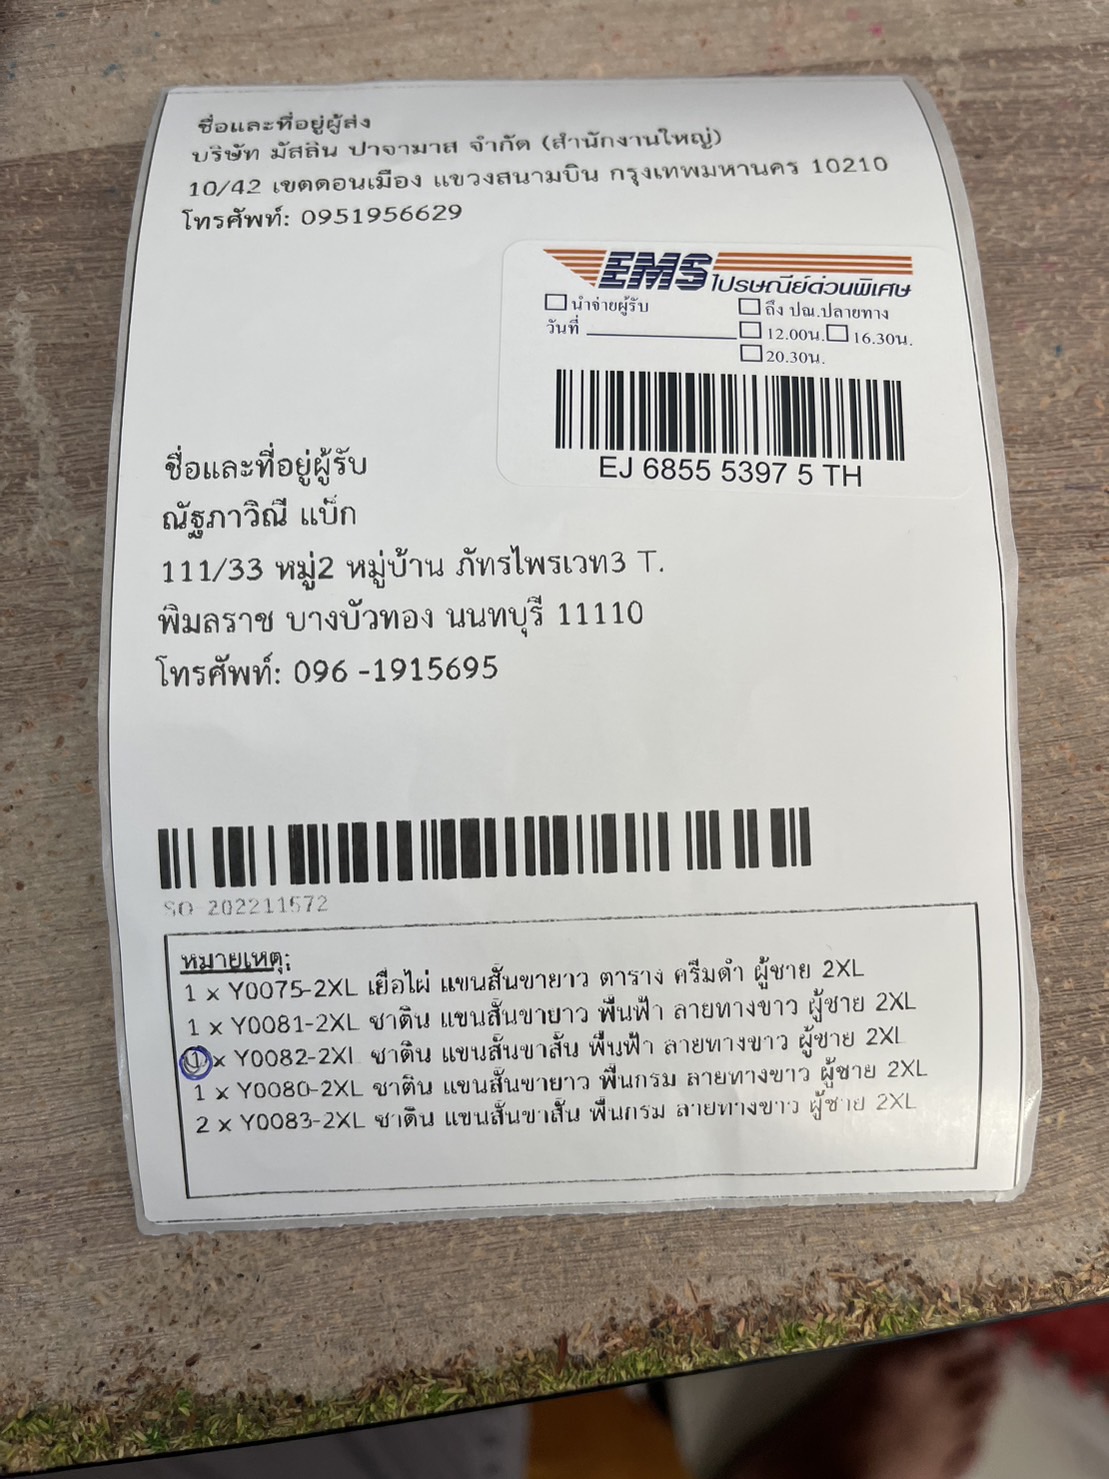 ชื่อและที่อยู่ผู้ส่ง
บริษัท มัสลิน ปาจามาส จำกัด (สำนักงานใหญ่)
10/42 เขตดอนเมือง แขวงสนามบิน กรุงเทพมหานคร 10210
โทรศัพท์: 0951956629
EMS ไปรษณีย์ด่วนพิเศษ
นำจ่ายผู้รับ ถึง ปณ.ปลายทาง
วันที่ 12.00น. 16.30น.
20.30น.
EJ 6855 5397 5 TH
ชื่อและที่อยู่ผู้รับ
ณัฐภาวิณี แบ็ก
111/33 หมู่2 หมู่บ้าน ภัทรไพรเวท3 T.
พิมลราช บางบัวทอง นนทบุรี 11110
โทรศัพท์: 096 -1915695
SO-202211572
หมายเหตุ:
1 x Y0075-2XL เยื่อไผ่ แขนสั้นขายาว ตาราง ครีมดำ ผู้ชาย 2XL
1 x Y0081-2XL ซาติน แขนสั้นขายาว พื้นฟ้า ลายทางขาว ผู้ชาย 2XL
1 x Y0082-2XL ซาติน แขนสั้นขาสั้น พื้นฟ้า ลายทางขาว ผู้ชาย 2XL
1 x Y0080-2XL ซาติน แขนสั้นขายาว พื้นกรม ลายทางขาว ผู้ชาย 2XL
2 x Y0083-2XL ซาติน แขนสั้นขาสั้น พื้นกรม ลายทางขาว ผู้ชาย 2XL